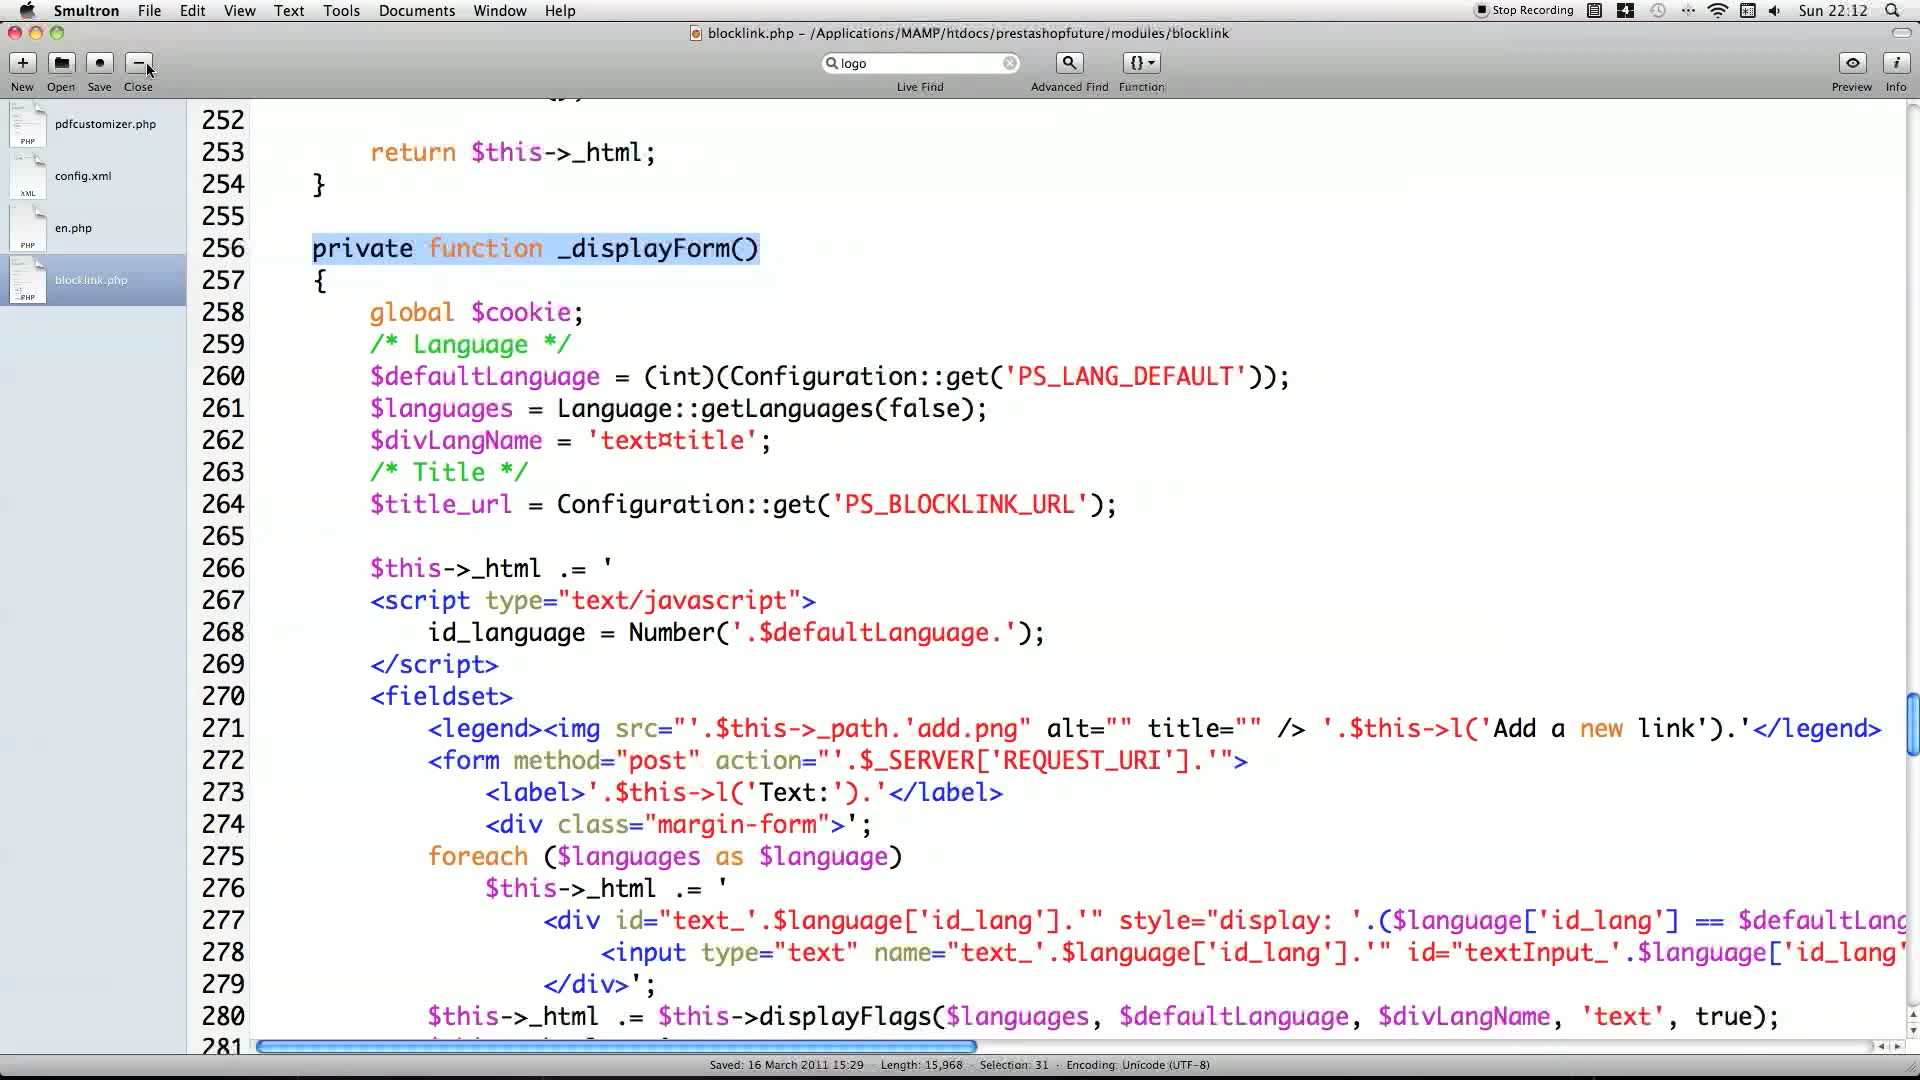 Smultron File Edit View Text Tools Documents Window Help Stop Recording 4 Sun 22:12
blocklink.php – /Applications/MAMP/htdocs/prestashopfuture/modules/blocklink
logo {}
New Open Save Close Live Find Advanced Find Function Preview Info
pdfcustomizer.php
PHP
config.xml
XML
en.php
PHP
blocklink.php
PHP
252
253 return $this->_html;
254 }
255
256 private function _displayForm()
257 {
258 global $cookie;
259 /* Language */
260 $defaultLanguage = (int)(Configuration::get('PS_LANG_DEFAULT'));
261 $languages = Language::getLanguages(false);
262 $divLangName = 'text¤title';
263 /* Title */
264 $title_url = Configuration::get('PS_BLOCKLINK_URL');
265
266 $this->_html .= '
267 <script type="text/javascript">
268 id_language = Number('.$defaultLanguage.');
269 </script>
270 <fieldset>
271 <legend><img src="'.$this->_path.'add.png" alt="" title="" /> '.$this->l('Add a new link').'</legend>
272 <form method="post" action="'.$_SERVER['REQUEST_URI'].'">
273 <label>'.$this->l('Text:').'</label>
274 <div class="margin-form">';
275 foreach ($languages as $language)
276 $this->_html .= '
277 <div id="text_'.$language['id_lang'].'" style="display: '.($language['id_lang'] == $defaultLang
278 <input type="text" name="text_'.$language['id_lang'].'" id="textInput_'.$language['id_lang'
279 </div>';
280 $this->_html .= $this->displayFlags($languages, $defaultLanguage, $divLangName, 'text', true);
281
Saved: 16 March 2011 15:29 · Length: 15,968 · Selection: 31 · Encoding: Unicode (UTF-8)